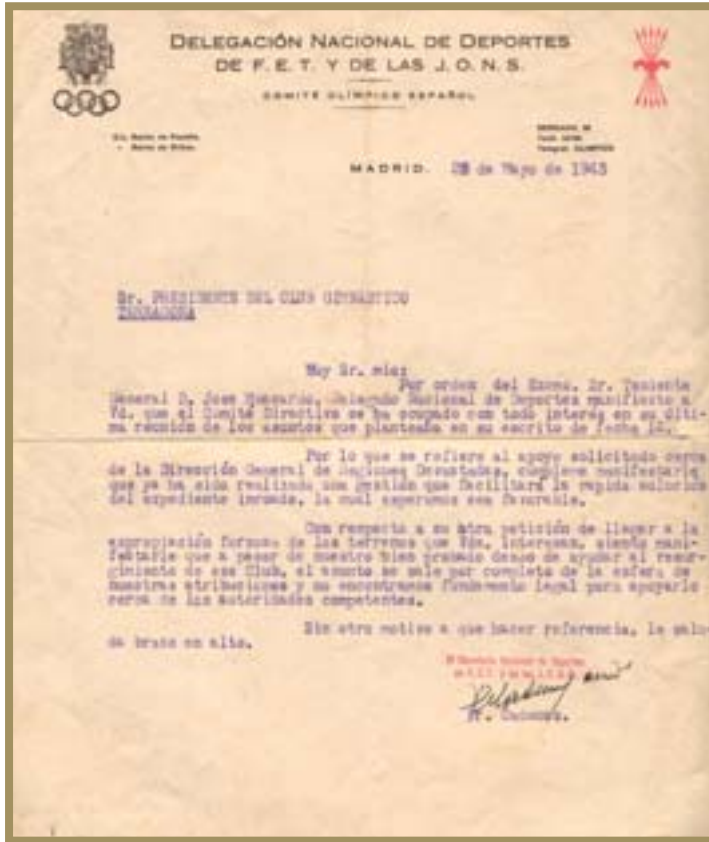 DELEGACIÓN NACIONAL DE DEPORTES
DE F. E. T. Y DE LAS J. O. N. S.
COMITÉ OLÍMPICO ESPAÑOL
MADRID. de Mayo de 1943
Sr. PRESIDENTE DEL CLUB GIMNASTICO
TARRAGONA
Muy Sr. mio:
Por orden del Excmo. Sr. Teniente
General D. Jose Moscardo, Delegado Nacional de Deportes manifiesto a
Vd. que el Comité Directivo se ha ocupado con todo interés en su últi-
ma reunión de los asuntos que planteaba en su escrito de fecha
Por lo que se refiere al apoyo solicitado cerca
de la Dirección General de Regiones Devastadas, manifestarle
que ya ha sido realizada una gestión que facilitará la rapida solución
del expediente incoado, la cual esperamos sea favorable.
Con respecto a su otra petición de llegar a la
expropiación forzosa de los terrenos que Vds. interesan, siento mani-
festarle que a pesar de nuestro bien probado deseo de ayudar al resur-
gimiento de ese Club, el asunto se sale por completo de la esfera de
nuestras atribuciones y no encontramos fundamento legal para apoyarlo
cerca de las autoridades competentes.
Sin otro motivo a que hacer referencia, le salu-
da brazo en alto.